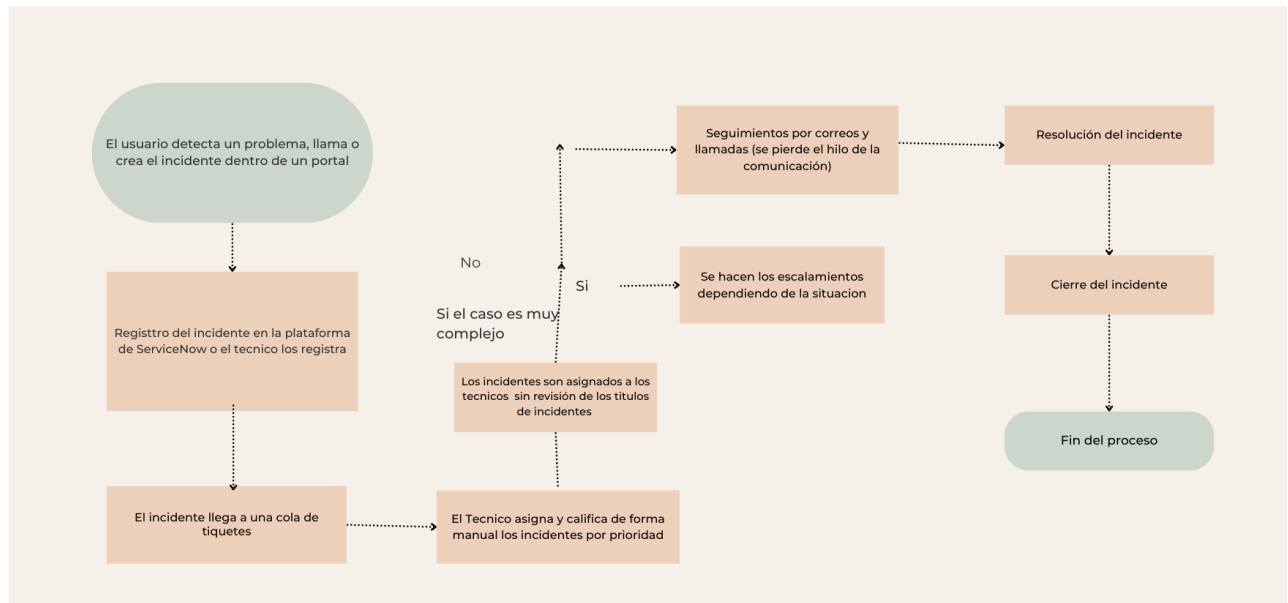 El usuario detecta un problema, llama o
crea el incidente dentro de un portal
Registtro del incidente en la plataforma
de ServiceNow o el tecnico los registra
El incidente llega a una cola de
tiquetes
El Tecnico asigna y califica de forma
manual los incidentes por prioridad
Los incidentes son asignados a los
tecnicos sin revisión de los titulos
de incidentes
Si el caso es muy
complejo
No
Si
Se hacen los escalamientos
dependiendo de la situacion
Seguimientos por correos y
llamadas (se pierde el hilo de la
comunicación)
Resolución del incidente
Cierre del incidente
Fin del proceso